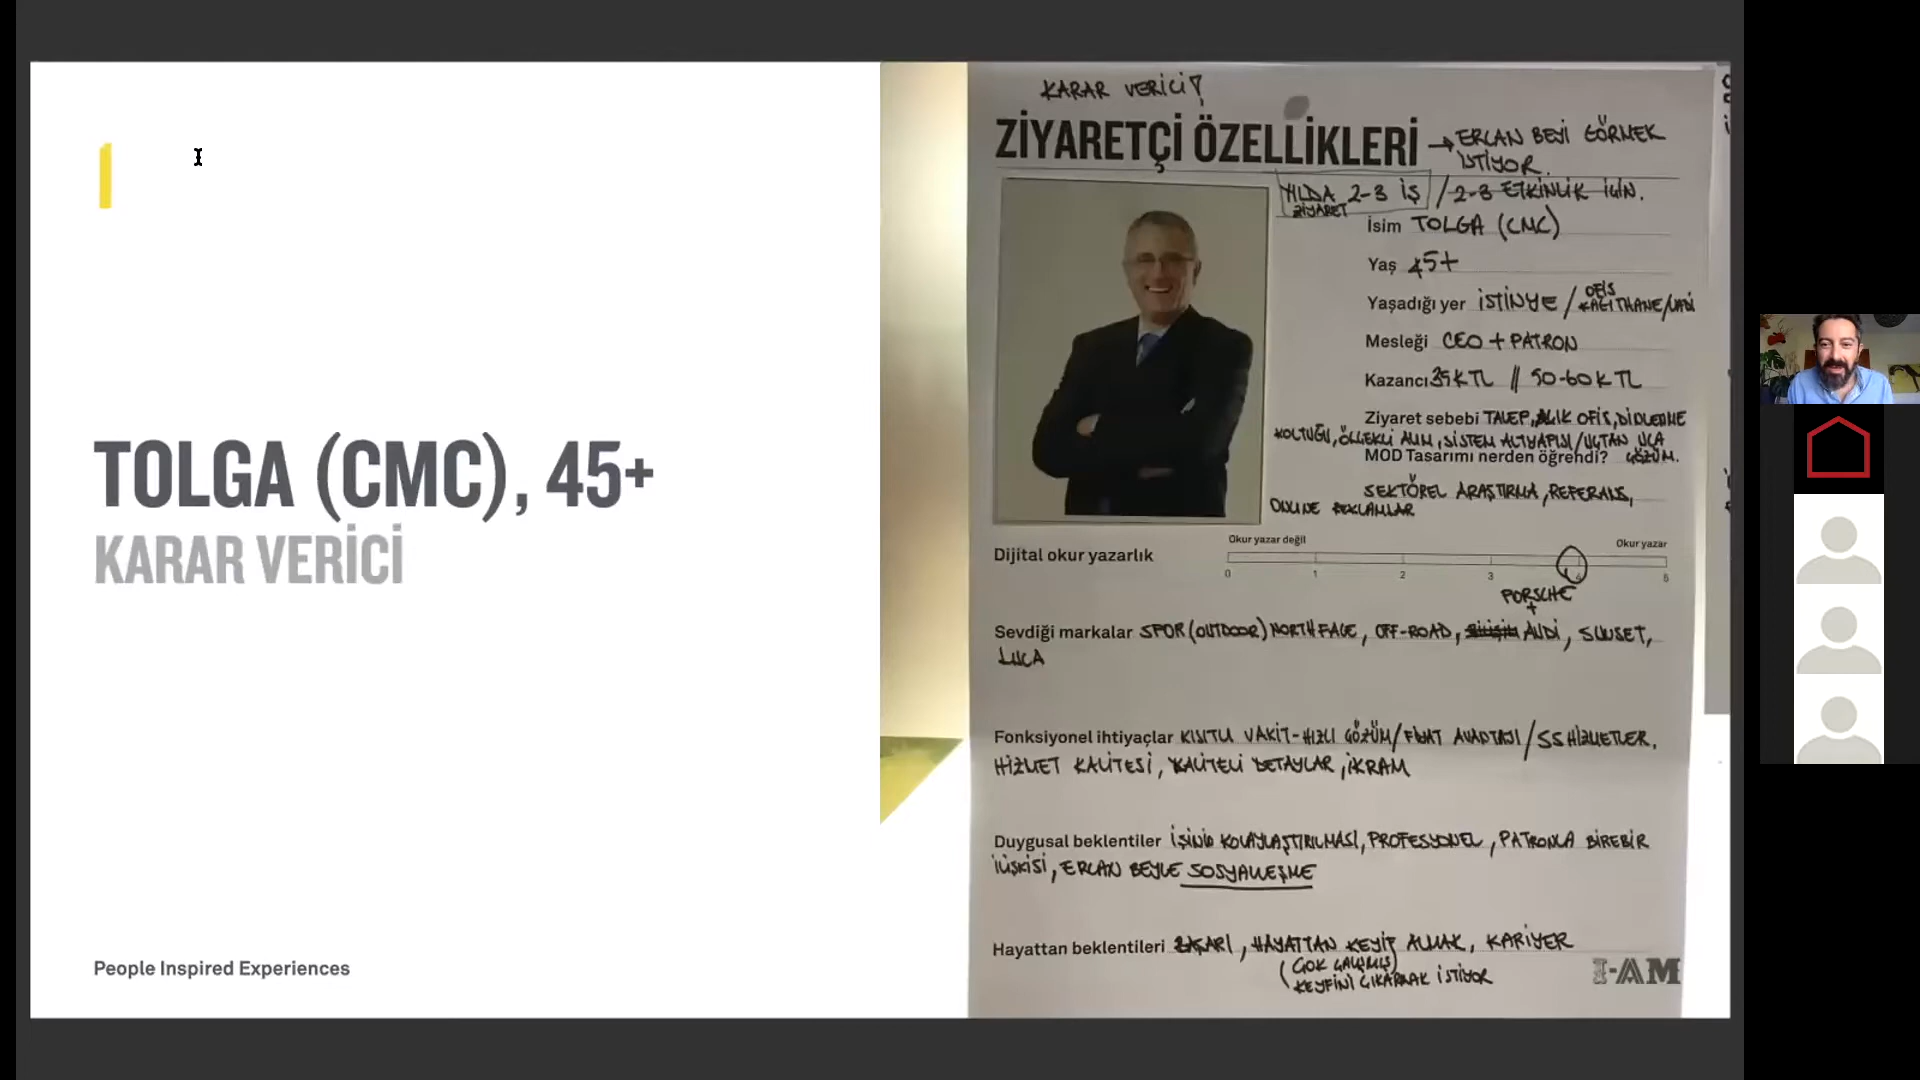 TOLGA (CMC), 45+
KARAR VERİCİ
People Inspired Experiences
KARAR VERİCİ
ZİYARETÇİ ÖZELLİKLERİ → ERCAN BEYİ GÖRMEK
İSTİYOR.
YILDA 2-3 İŞ / 2-3 ETKİNLİK İÇİN.
ZİYARET
İsim TOLGA (CMC)
Yaş 45+
OFİS
Yaşadığı yer İSTİNYE / KAĞITHANE/VADİ
Mesleği CEO + PATRON
Kazancı 35K TL || 50-60K TL
Ziyaret sebebi TALEP, AÇIK OFİS, DİNLENME
KOLTUĞU, ÖLÇEKLİ ALIM, SİSTEM ALTYAPISI/UÇTAN UCA
MOD Tasarımı nerden öğrendi? ÇÖZÜM.
SEKTÖREL ARAŞTIRMA, REFERANS,
ONLINE REKLAMLAR
Dijital okur yazarlık
Okur yazar değil
Okur yazar
0 1 2 3 4 5
PORSCHE
+
Sevdiği markalar SPOR (OUTDOOR) NORTH FACE, OFF-ROAD, AUDİ, SUNSET,
LUCA
Fonksiyonel ihtiyaçlar KISITLI VAKİT-HIZLI ÇÖZÜM/FİYAT AVANTAJI/SS HİZMETLER,
HİZMET KALİTESİ, KALİTELİ DETAYLAR, İKRAM
Duygusal beklentiler İŞİNİN KOLAYLAŞTIRILMASI, PROFESYONEL, PATRONLA BİREBİR
İLİŞKİSİ, ERCAN BEYLE SOSYALLEŞME
Hayattan beklentileri BAŞARI, HAYATTAN KEYİF ALMAK, KARİYER
(ÇOK ÇALIŞMIŞ)
KEYFİNİ ÇIKARMAK İSTİYOR
I-AM